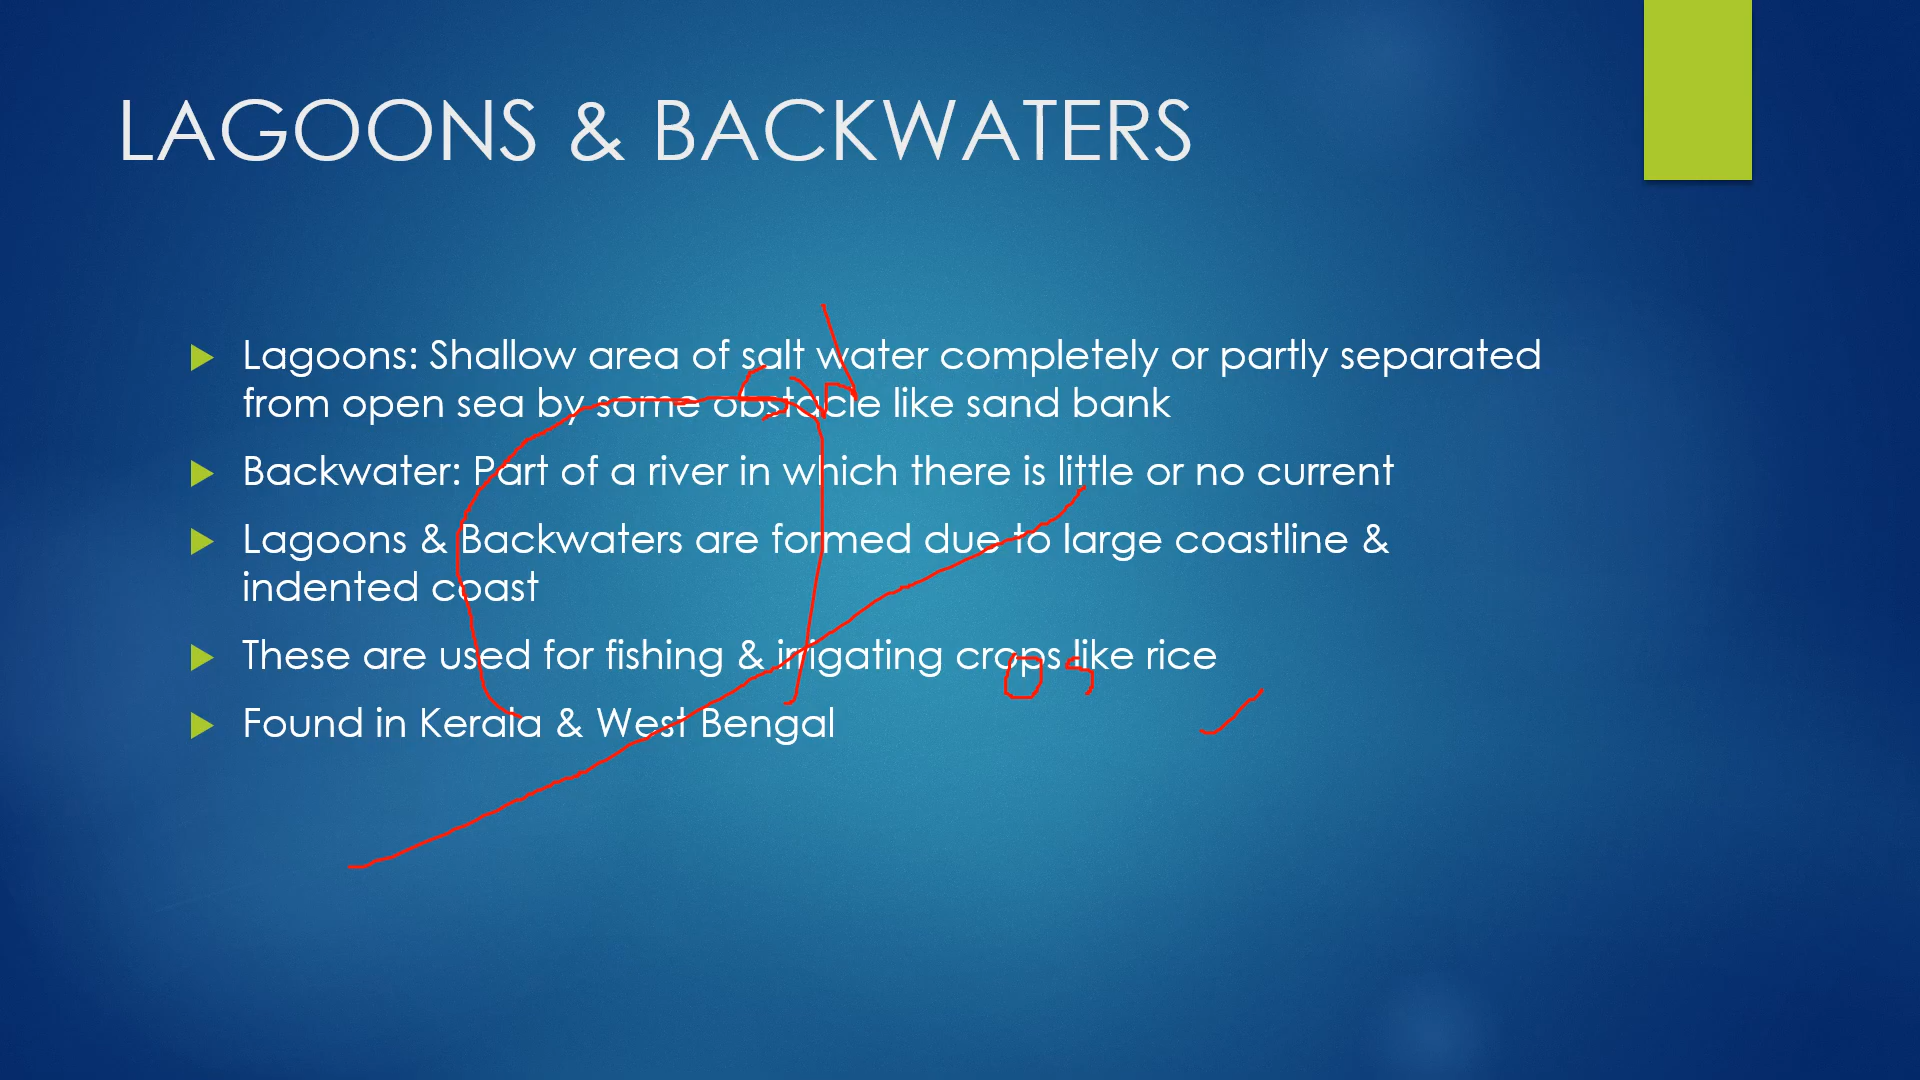 LAGOONS & BACKWATERS
Lagoons: Shallow area of salt water completely or partly separated
from open sea by some obstacle like sand bank
Backwater: Part of a river in which there is little or no current
Lagoons & Backwaters are formed due to large coastline &
indented coast
These are used for fishing & irrigating crops like rice
Found in Kerala & West Bengal